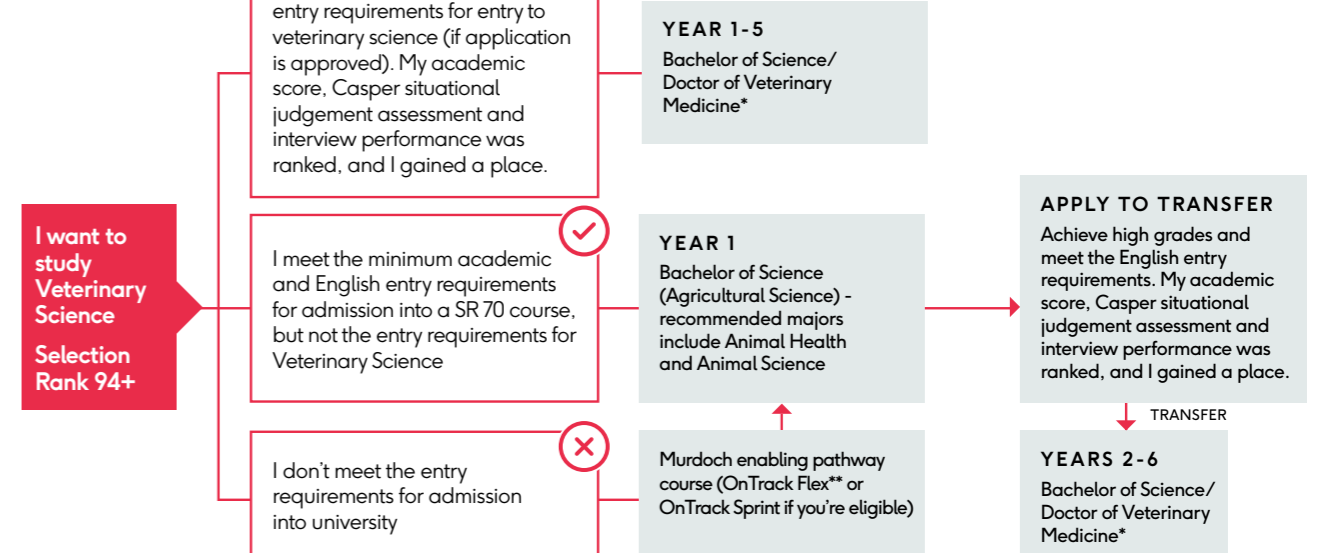 I want to
study
Veterinary
Science
Selection
Rank 94+
entry requirements for entry to
veterinary science (if application
is approved). My academic
score, Casper situational
judgement assessment and
interview performance was
ranked, and I gained a place.
YEAR 1-5
Bachelor of Science/
Doctor of Veterinary
Medicine*
I meet the minimum academic
and English entry requirements
for admission into a SR 70 course,
but not the entry requirements for
Veterinary Science
YEAR 1
Bachelor of Science
(Agricultural Science) -
recommended majors
include Animal Health
and Animal Science
APPLY TO TRANSFER
Achieve high grades and
meet the English entry
requirements. My academic
score, Casper situational
judgement assessment and
interview performance was
ranked, and I gained a place.
TRANSFER
YEARS 2-6
Bachelor of Science/
Doctor of Veterinary
Medicine*
I don't meet the entry
requirements for admission
into university
Murdoch enabling pathway
course (OnTrack Flex** or
OnTrack Sprint if you're eligible)